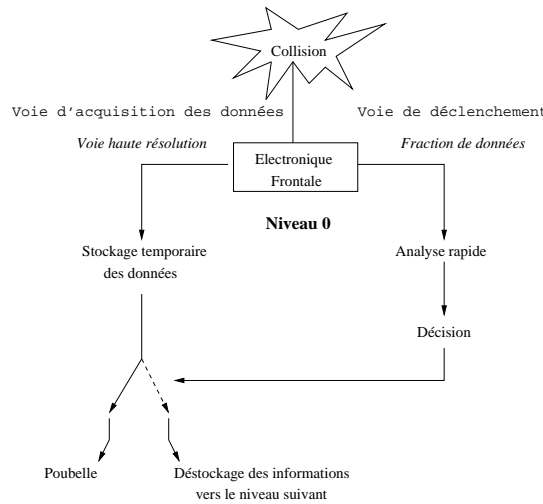 Collision
Voie d'acquisition des données
Voie de déclenchement
Voie haute résolution
Fraction de données
Electronique
Frontale
Niveau 0
Stockage temporaire
des données
Analyse rapide
Décision
Poubelle
Déstockage des informations
vers le niveau suivant